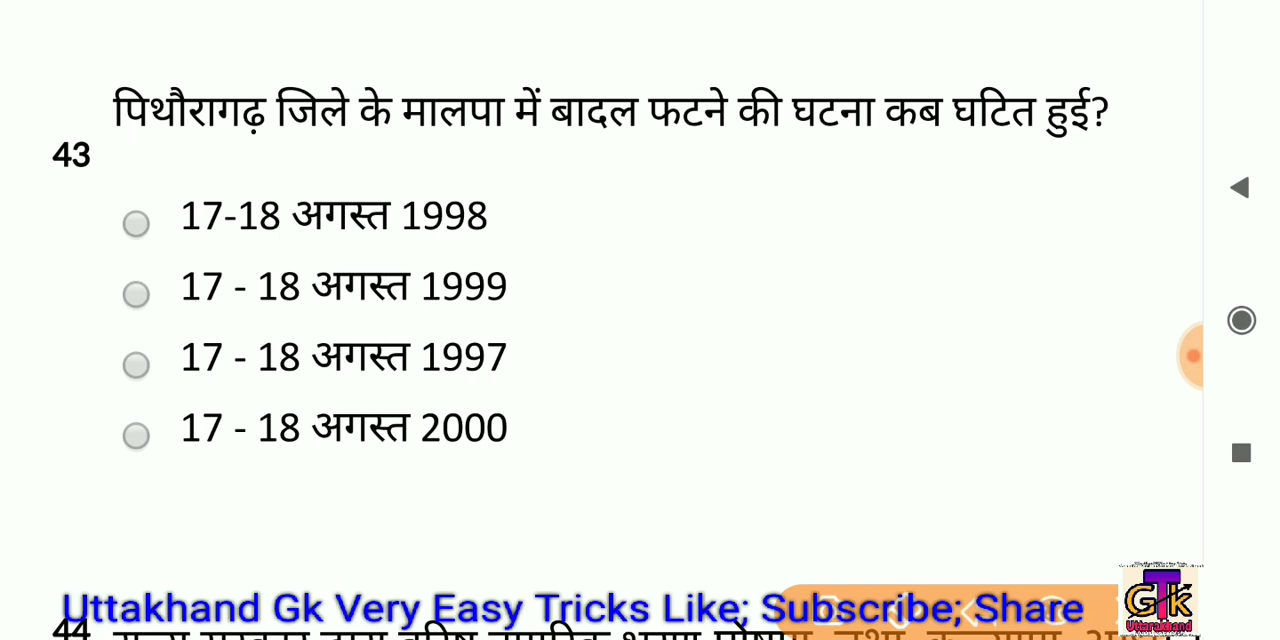 पिथौरागढ़ जिले के मालपा में बादल फटने की घटना कब घटित हुई?
43
17-18 अगस्त 1998
17 - 18 अगस्त 1999
17 - 18 अगस्त 1997
17 - 18 अगस्त 2000
Uttakhand Gk Very Easy Tricks Like; Subscribe; Share
GTk
Uttarakhand
44